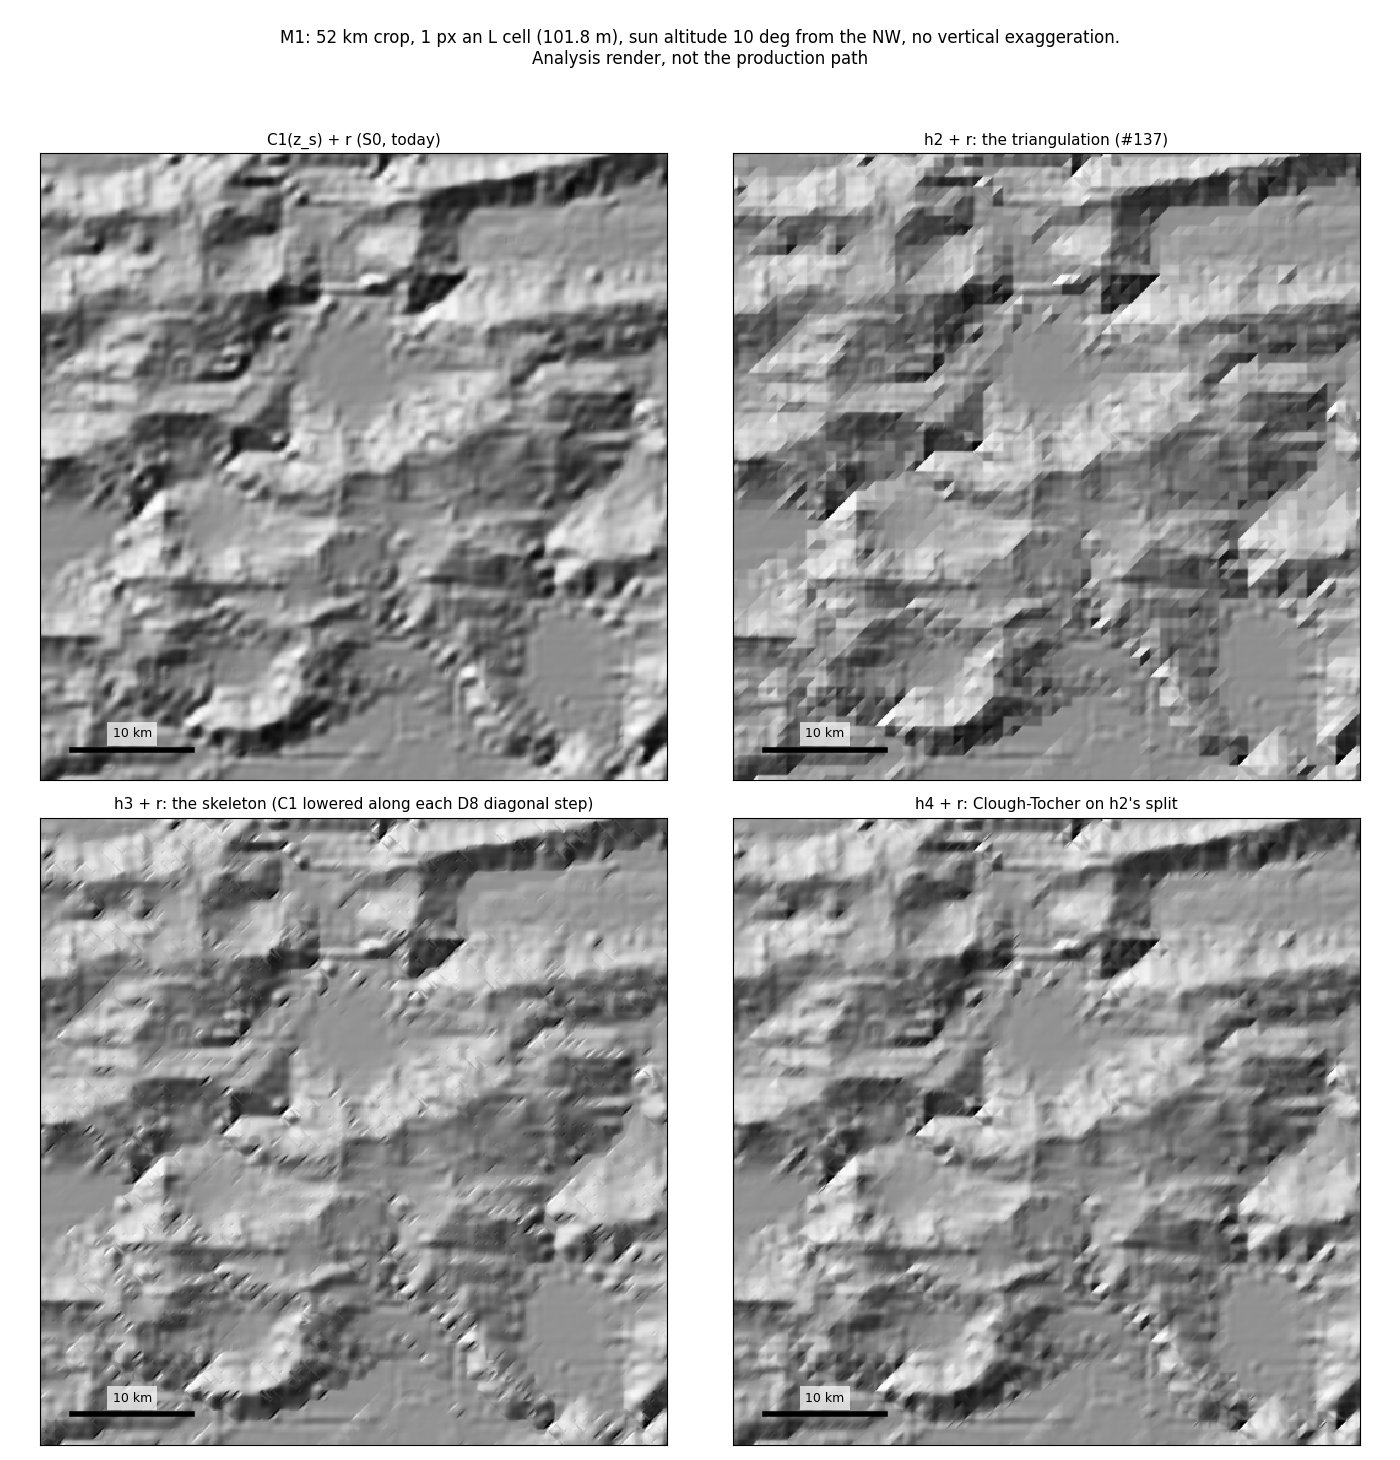 M1: 52 km crop, 1 px an L cell (101.8 m), sun altitude 10 deg from the NW, no vertical exaggeration.
Analysis render, not the production path
C1(z_s) + r (S0, today)
h2 + r: the triangulation (#137)
10 km
10 km
h3 + r: the skeleton (C1 lowered along each D8 diagonal step)
h4 + r: Clough-Tocher on h2's split
10 km
10 km